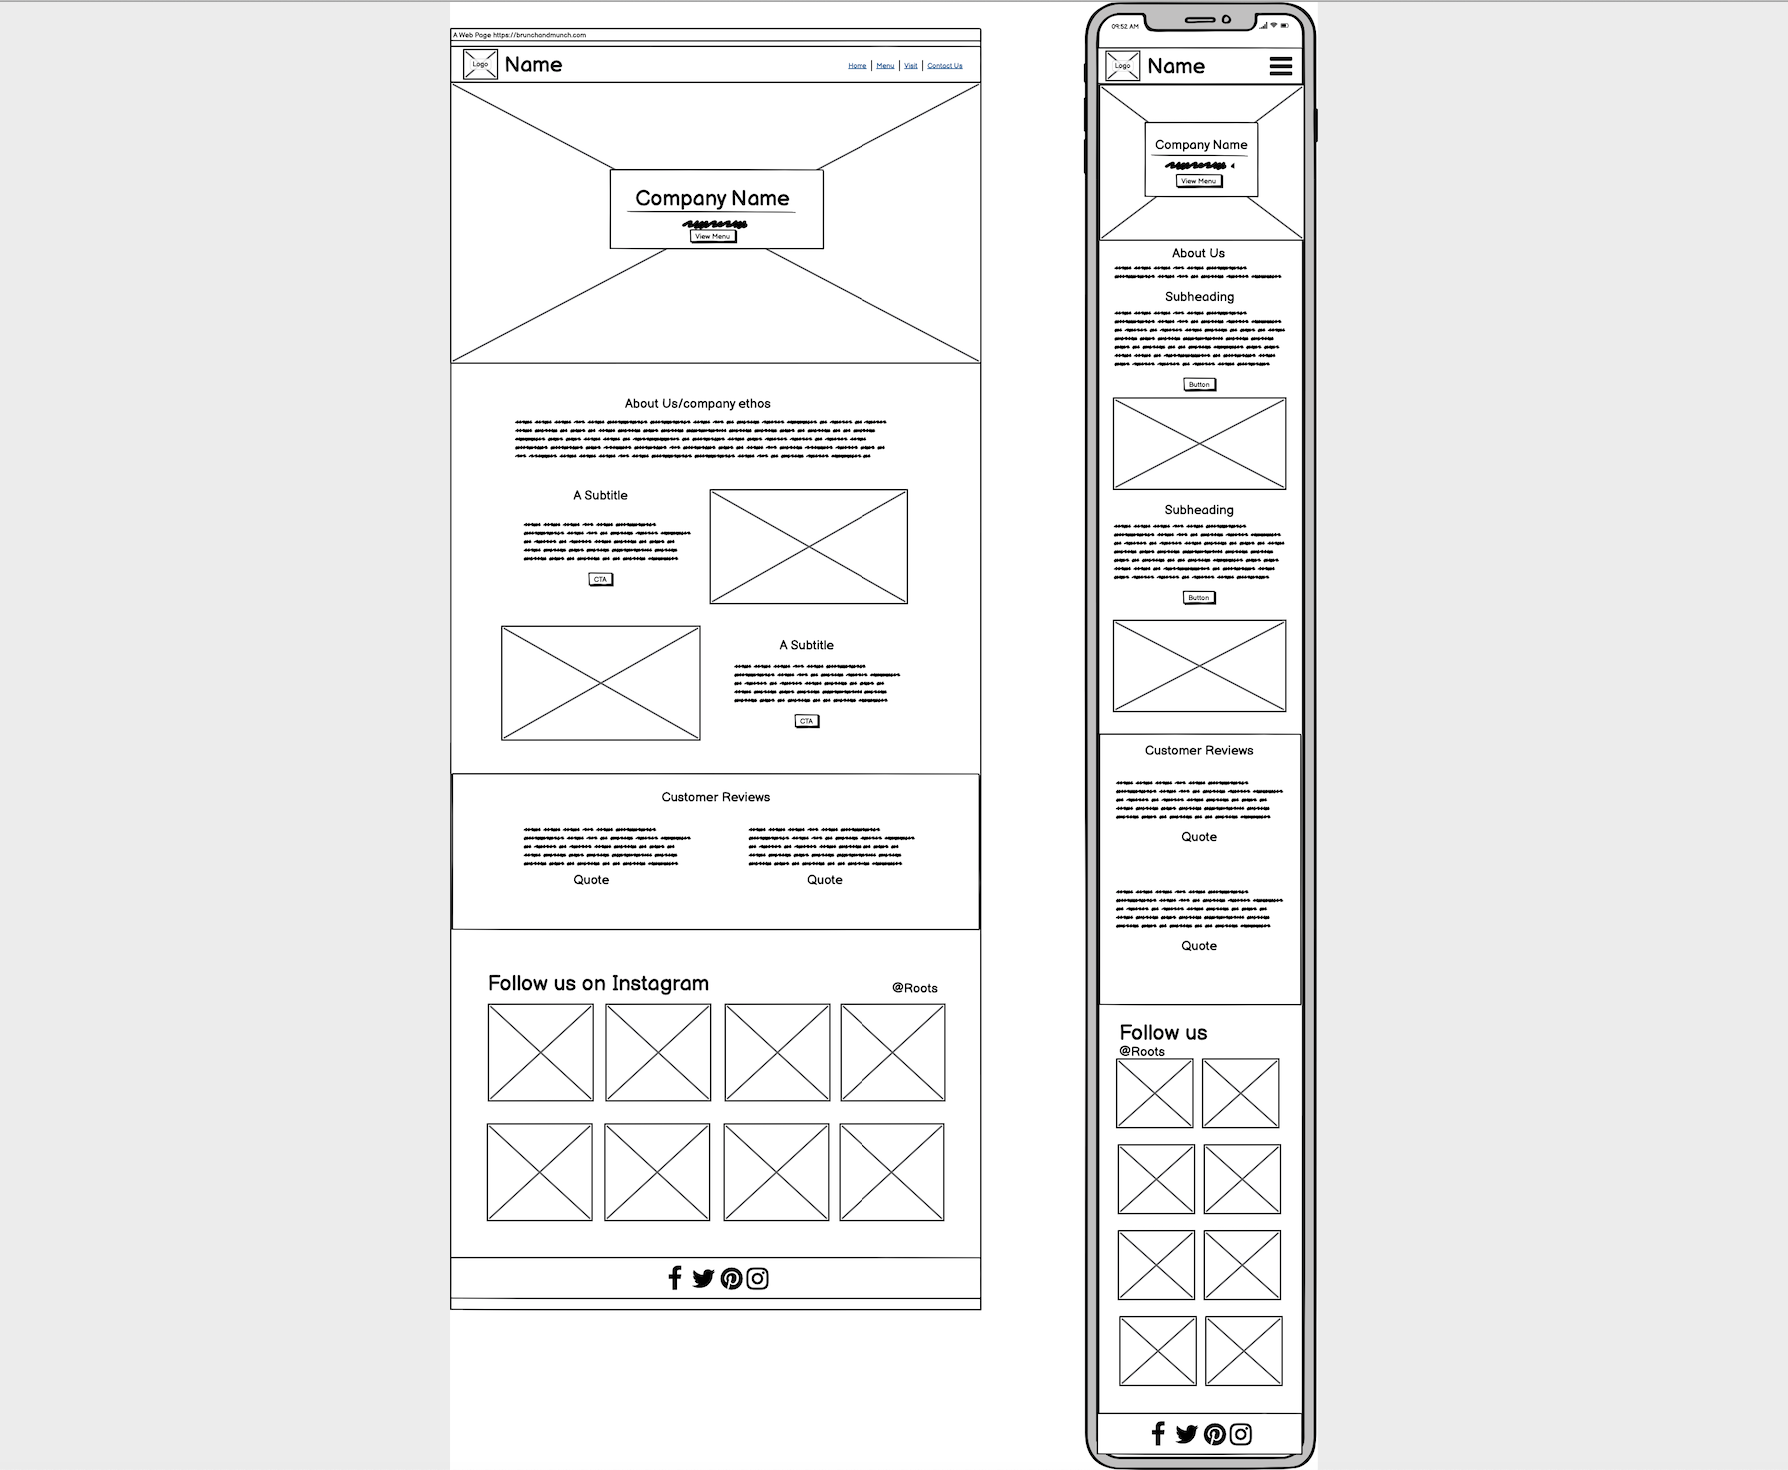 A Web Page https://brunchandmunch.com
Logo
Name
Home | Menu | Visit | Contact Us
Company Name
View Menu
About Us/company ethos
A Subtitle
CTA
A Subtitle
CTA
Customer Reviews
Quote
Quote
Follow us on Instagram
@Roots
09:52 AM
Logo
Name
Company Name
View Menu
About Us
Subheading
Button
Subheading
Button
Customer Reviews
Quote
Quote
Follow us
@Roots